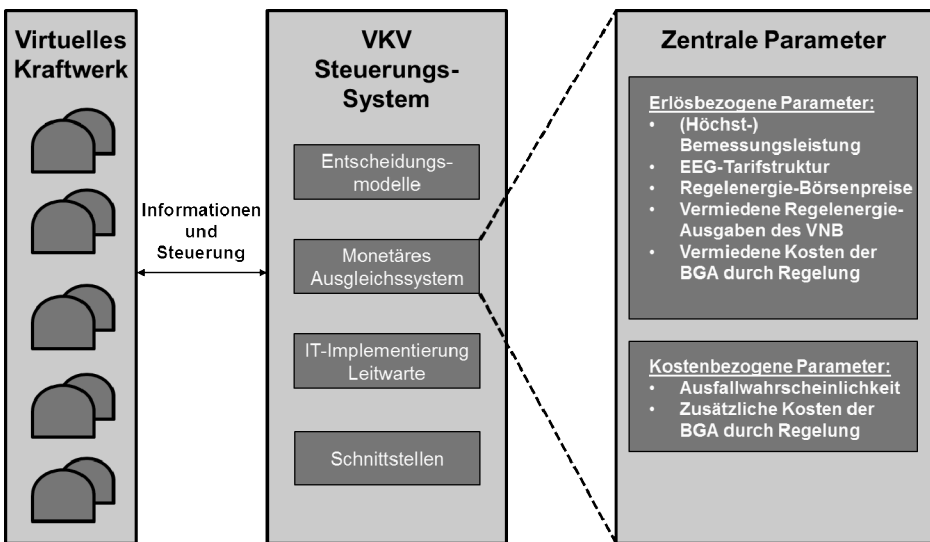 Virtuelles
Kraftwerk
Informationen
und
Steuerung
VKV
Steuerungs-
System
Entscheidungs-
modelle
Monetäres
Ausgleichssystem
IT-Implementierung
Leitwarte
Schnittstellen
Zentrale Parameter
Erlösbezogene Parameter:
• (Höchst-)
Bemessungsleistung
• EEG-Tarifstruktur
• Regelenergie-Börsenpreise
• Vermiedene Regelenergie-
Ausgaben des VNB
• Vermiedene Kosten der
BGA durch Regelung
Kostenbezogene Parameter:
• Ausfallwahrscheinlichkeit
• Zusätzliche Kosten der
BGA durch Regelung